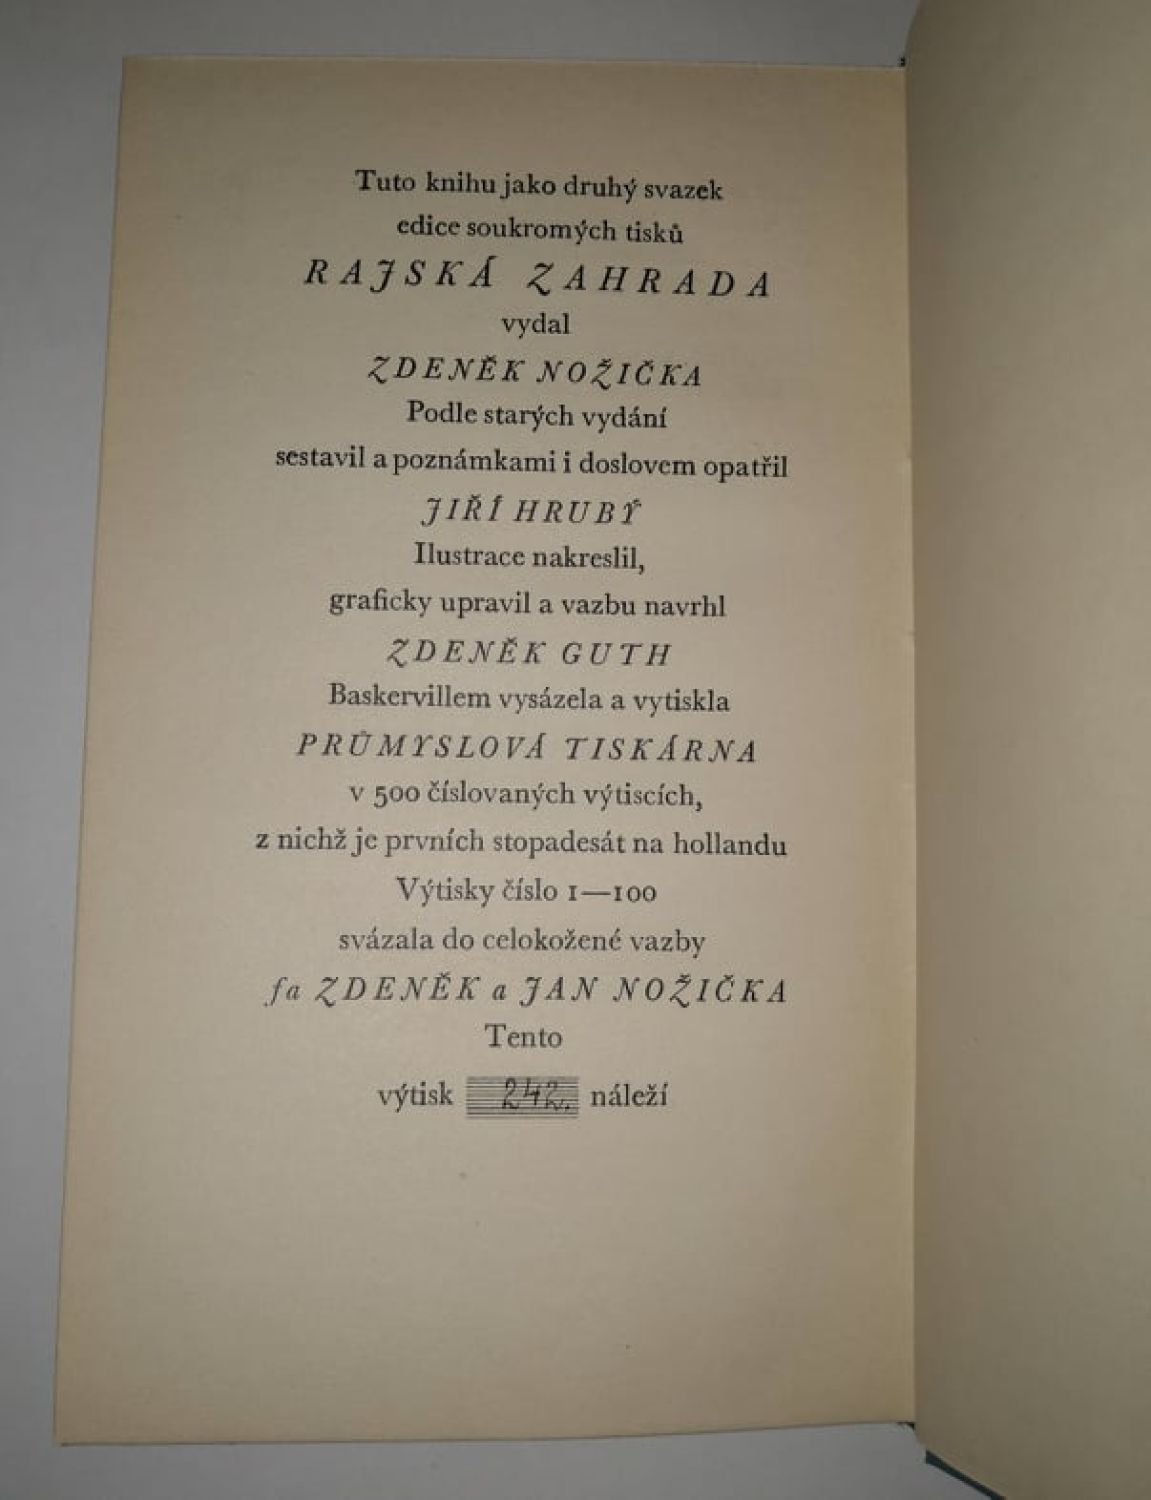 Tuto knihu jako druhý svazek
edice soukromých tisků
RAJSKÁ ZAHRADA
vydal
ZDENĚK NOŽIČKA
Podle starých vydání
sestavil a poznámkami i doslovem opatřil
JIŘÍ HRUBÝ
Ilustrace nakreslil,
graficky upravil a vazbu navrhl
ZDENĚK GUTH
Baskervillem vysázela a vytiskla
PRŮMYSLOVÁ TISKÁRNA
v 500 číslovaných výtiscích,
z nichž je prvních stopadesát na hollandu
Výtisky číslo 1—100
svázala do celokožené vazby
fa ZDENĚK a JAN NOŽIČKA
Tento
výtisk 242. náleží